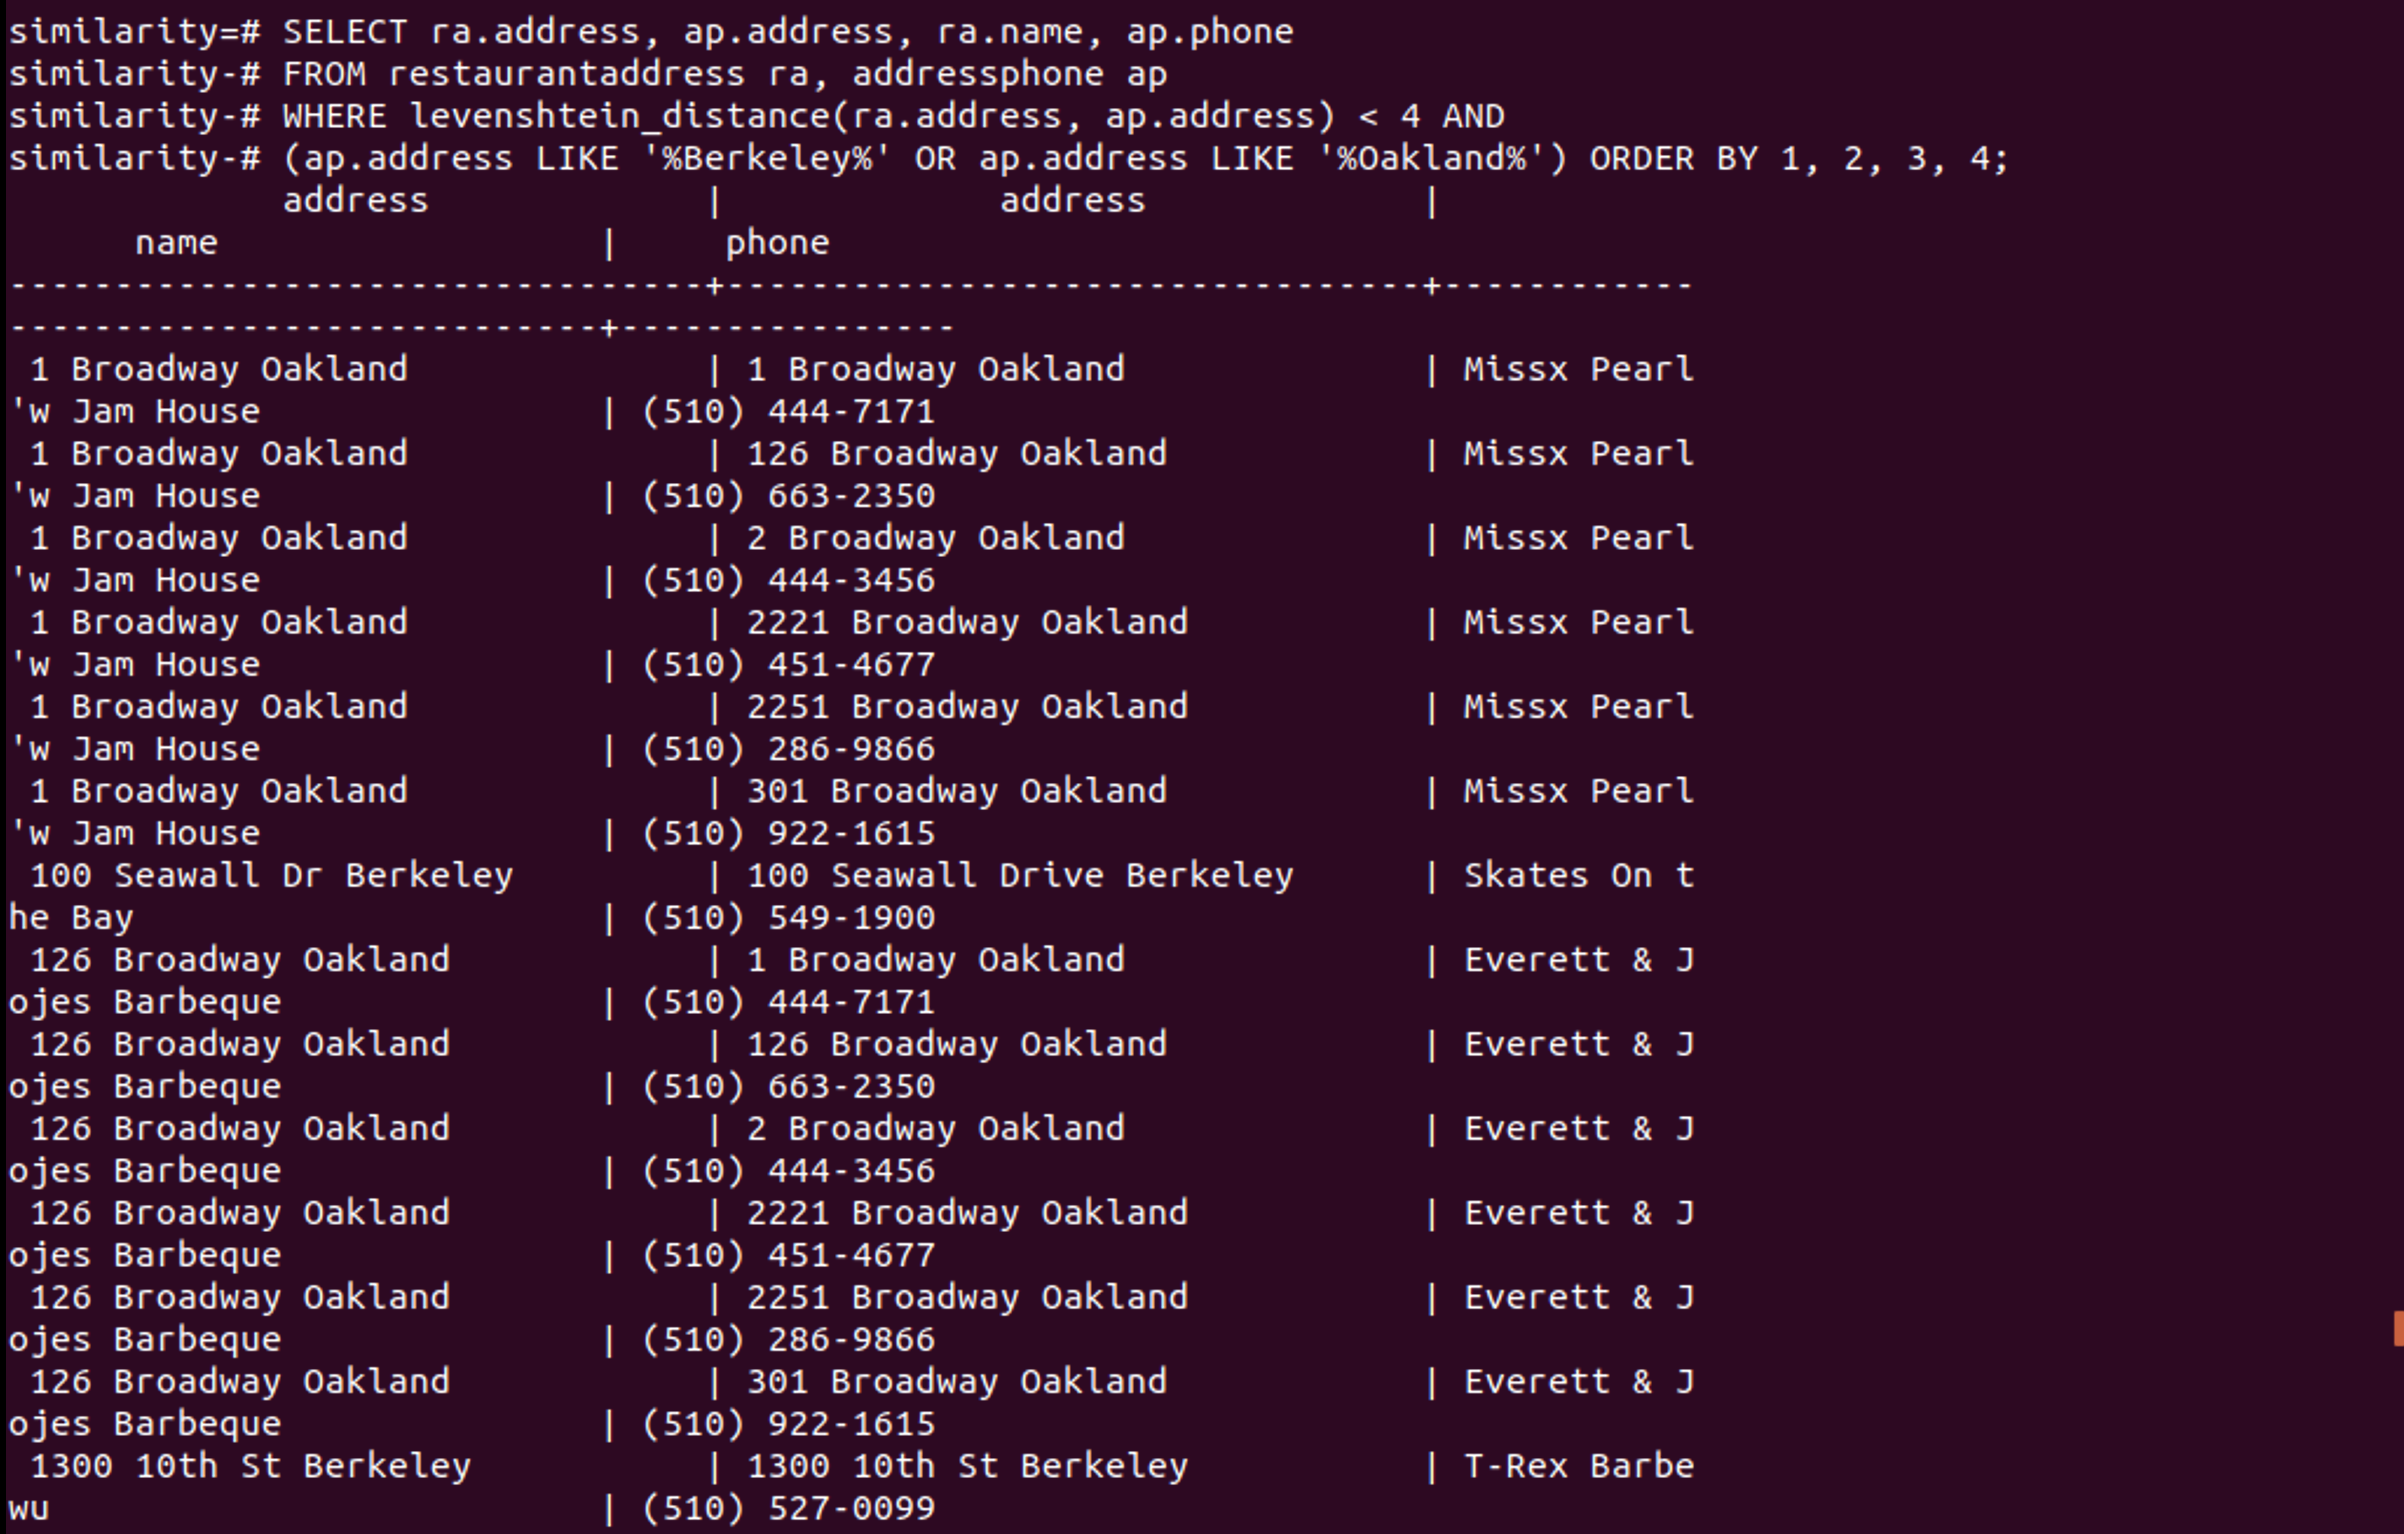 similarity=# SELECT ra.address, ap.address, ra.name, ap.phone
similarity-# FROM restaurantaddress ra, addressphone ap
similarity-# WHERE levenshtein_distance(ra.address, ap.address) < 4 AND
similarity-# (ap.address LIKE '%Berkeley%' OR ap.address LIKE '%Oakland%') ORDER BY 1, 2, 3, 4;
address | address |
name | phone
---------------------------------+---------------------------------+------------
----------------------------+----------------
1 Broadway Oakland | 1 Broadway Oakland | Missx Pearl
'w Jam House | (510) 444-7171
1 Broadway Oakland | 126 Broadway Oakland | Missx Pearl
'w Jam House | (510) 663-2350
1 Broadway Oakland | 2 Broadway Oakland | Missx Pearl
'w Jam House | (510) 444-3456
1 Broadway Oakland | 2221 Broadway Oakland | Missx Pearl
'w Jam House | (510) 451-4677
1 Broadway Oakland | 2251 Broadway Oakland | Missx Pearl
'w Jam House | (510) 286-9866
1 Broadway Oakland | 301 Broadway Oakland | Missx Pearl
'w Jam House | (510) 922-1615
100 Seawall Dr Berkeley | 100 Seawall Drive Berkeley | Skates On t
he Bay | (510) 549-1900
126 Broadway Oakland | 1 Broadway Oakland | Everett & J
ojes Barbeque | (510) 444-7171
126 Broadway Oakland | 126 Broadway Oakland | Everett & J
ojes Barbeque | (510) 663-2350
126 Broadway Oakland | 2 Broadway Oakland | Everett & J
ojes Barbeque | (510) 444-3456
126 Broadway Oakland | 2221 Broadway Oakland | Everett & J
ojes Barbeque | (510) 451-4677
126 Broadway Oakland | 2251 Broadway Oakland | Everett & J
ojes Barbeque | (510) 286-9866
126 Broadway Oakland | 301 Broadway Oakland | Everett & J
ojes Barbeque | (510) 922-1615
1300 10th St Berkeley | 1300 10th St Berkeley | T-Rex Barbe
wu | (510) 527-0099